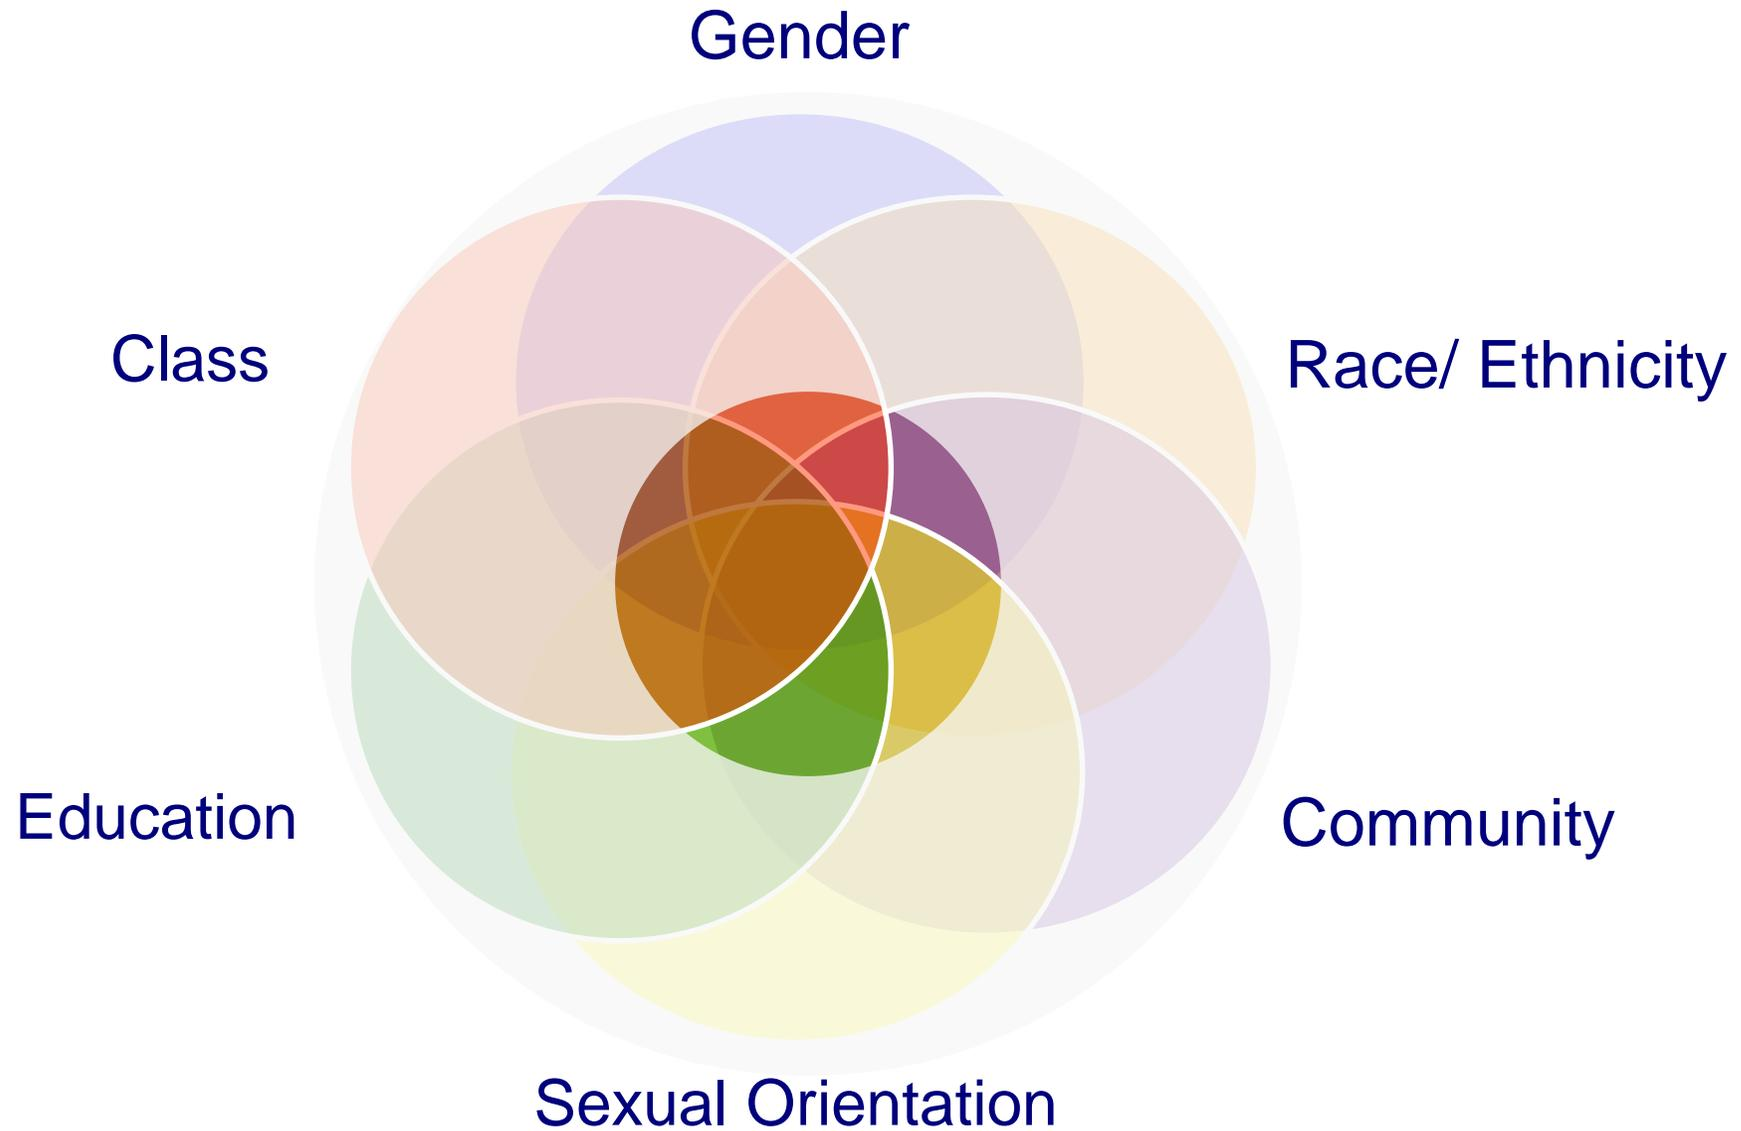 Gender
Class
Race/ Ethnicity
Education
Community
Sexual Orientation